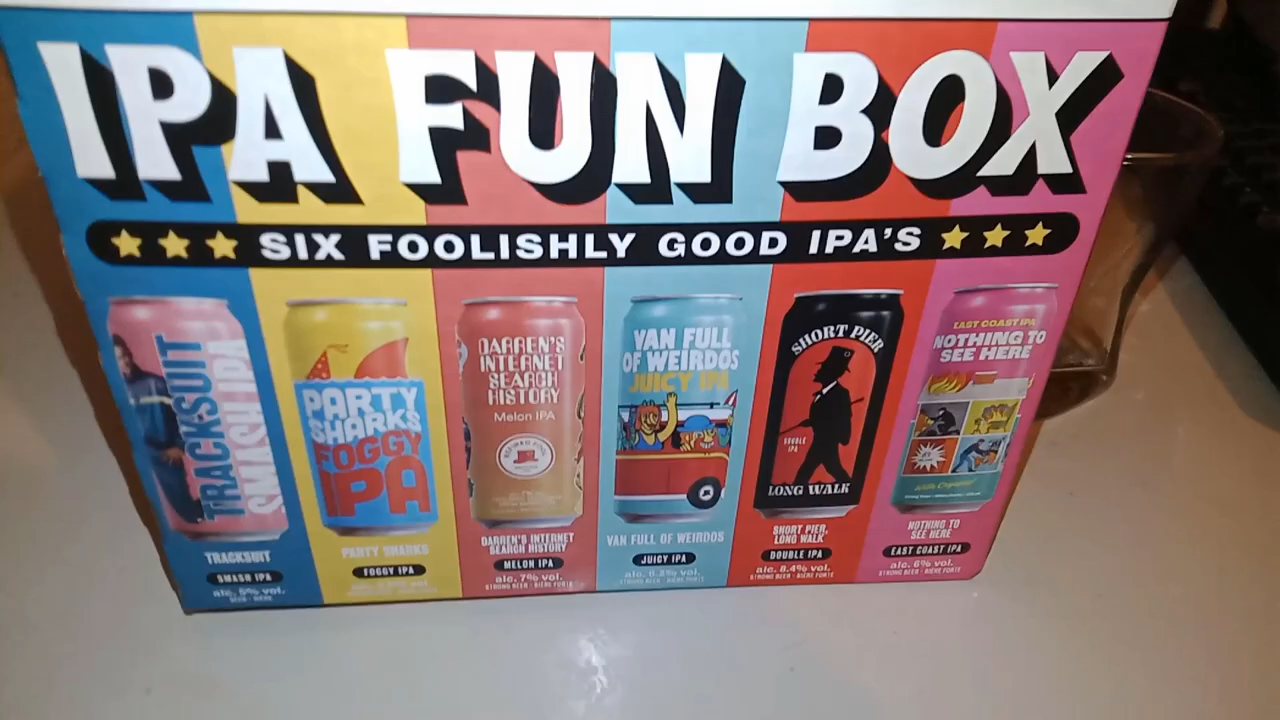 IPA FUN BOX
SIX FOOLISHLY GOOD IPA'S
TRACKSUIT
SMASH IPA
PARTY
SHARKS
FOGGY
IPA
DARREN'S
INTERNET
SEARCH
HISTORY
Melon IPA
VAN FULL
OF WEIRDOS
JUICY IPA
SHORT PIER
DOUBLE
IPA
LONG WALK
EAST COAST IPA
NOTHING TO
SEE HERE
TRACKSUIT
SMASH IPA
alc. 5% vol.
PARTY SHARKS
FOGGY IPA
DARREN'S INTERNET
SEARCH HISTORY
MELON IPA
alc. 7% vol.
STRONG BEER · BIÈRE FORTE
VAN FULL OF WEIRDOS
JUICY IPA
STRONG BEER · BIÈRE FORTE
SHORT PIER,
LONG WALK
DOUBLE IPA
alc. 8.4% vol.
STRONG BEER · BIÈRE FORTE
NOTHING TO
SEE HERE
EAST COAST IPA
alc. 6% vol.
STRONG BEER · BIÈRE FORTE